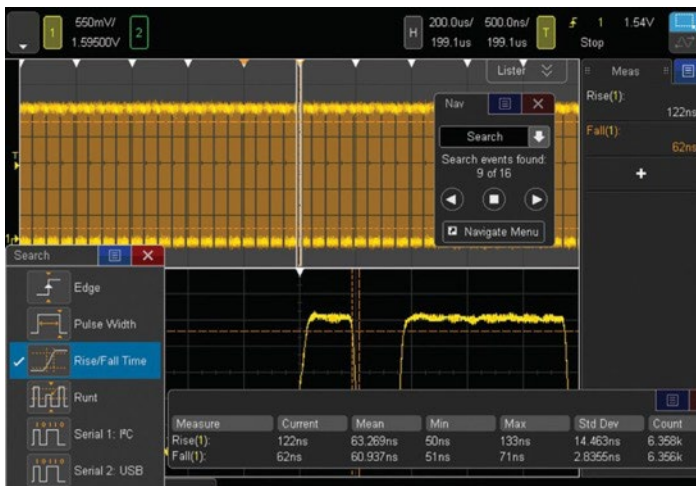 1 550mV/ 2 H 200.0us/ 500.0ns/ T 1 1.54V
1.59500V 199.1us 199.1us Stop
Lister
Meas
Nav
Rise(1):
122ns
Search
Fall(1):
62ns
Search events found:
9 of 16
Navigate Menu
T
1
Search
Edge
Pulse Width
Rise/Fall Time
Runt
Serial 1: I²C
Serial 2: USB
Measure Current Mean Min Max Std Dev Count
Rise(1): 122ns 63.269ns 50ns 133ns 14.463ns 6.358k
Fall(1): 62ns 60.937ns 51ns 71ns 2.8355ns 6.356k